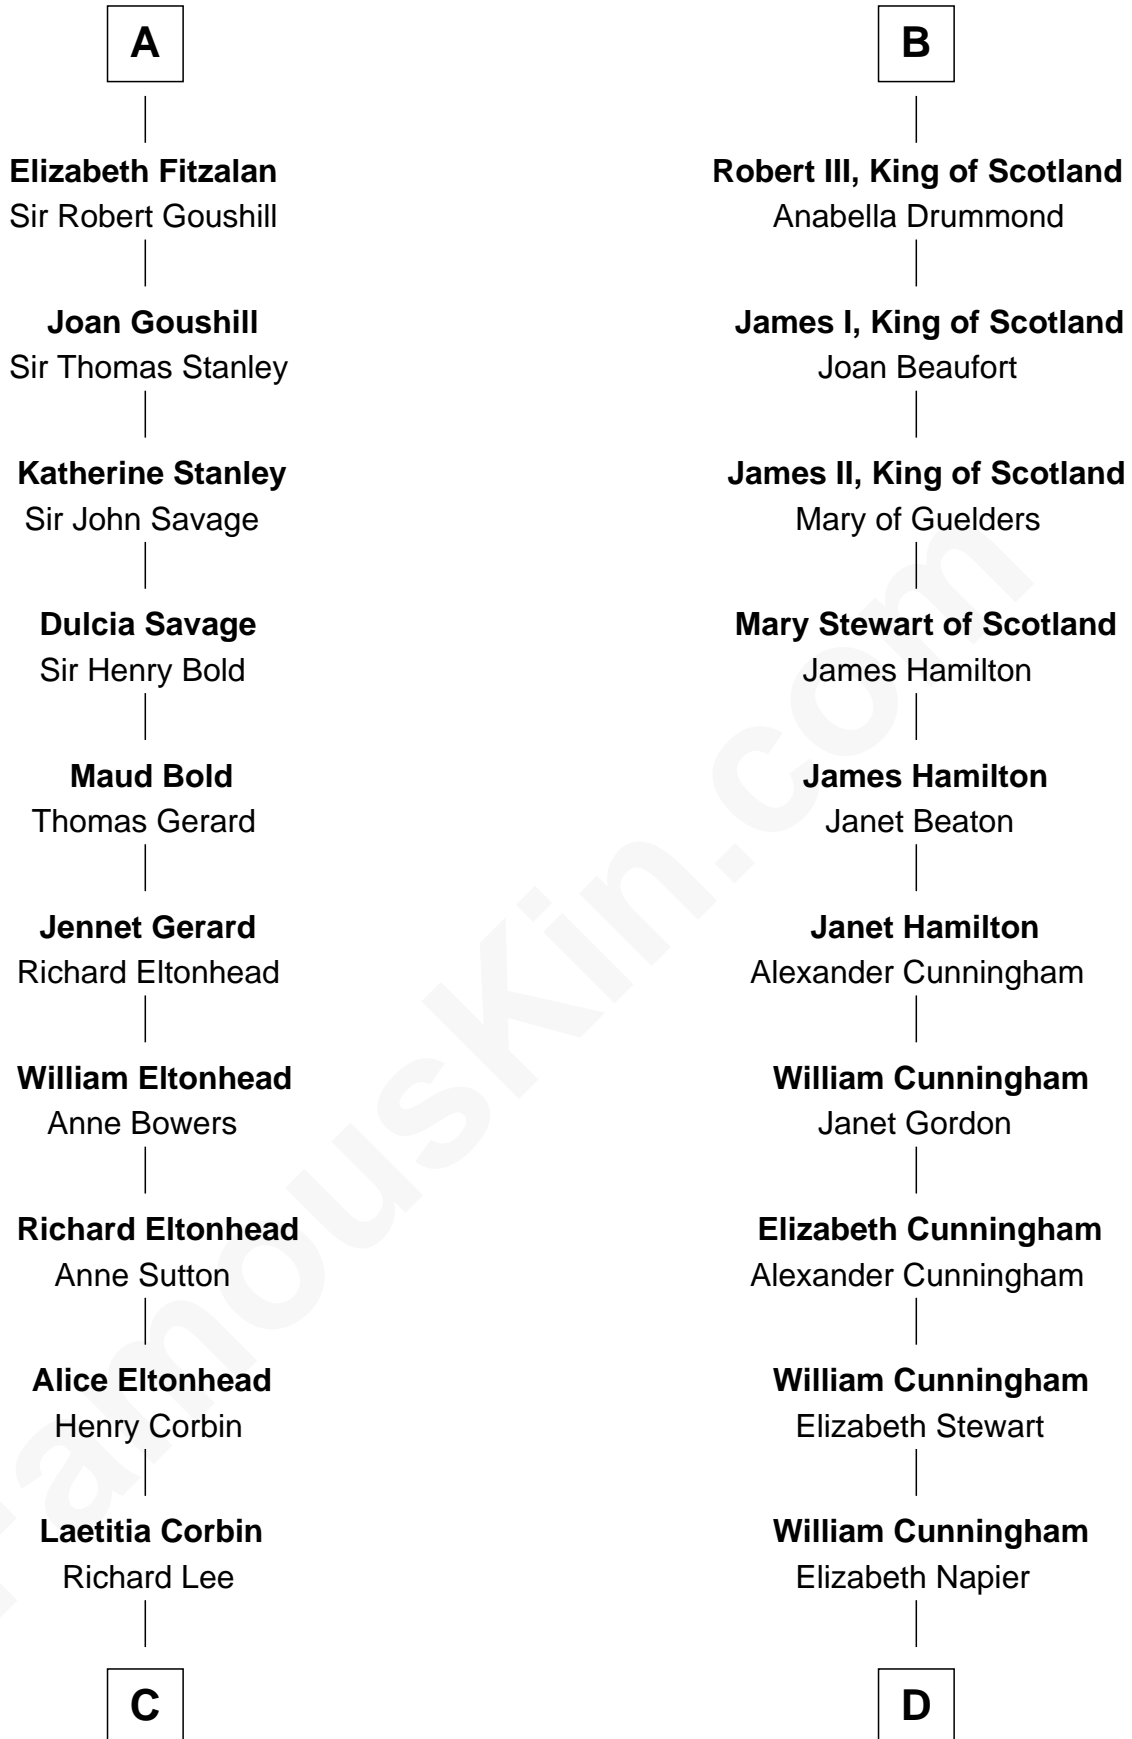 A
Elizabeth Fitzalan
Sir Robert Goushill
Joan Goushill
Sir Thomas Stanley
Katherine Stanley
Sir John Savage
Dulcia Savage
Sir Henry Bold
Maud Bold
Thomas Gerard
Jennet Gerard
Richard Eltonhead
William Eltonhead
Anne Bowers
Richard Eltonhead
Anne Sutton
Alice Eltonhead
Henry Corbin
Laetitia Corbin
Richard Lee
C
B
Robert III, King of Scotland
Anabella Drummond
James I, King of Scotland
Joan Beaufort
James II, King of Scotland
Mary of Guelders
Mary Stewart of Scotland
James Hamilton
James Hamilton
Janet Beaton
Janet Hamilton
Alexander Cunningham
William Cunningham
Janet Gordon
Elizabeth Cunningham
Alexander Cunningham
William Cunningham
Elizabeth Stewart
William Cunningham
Elizabeth Napier
D
FamousKin.com